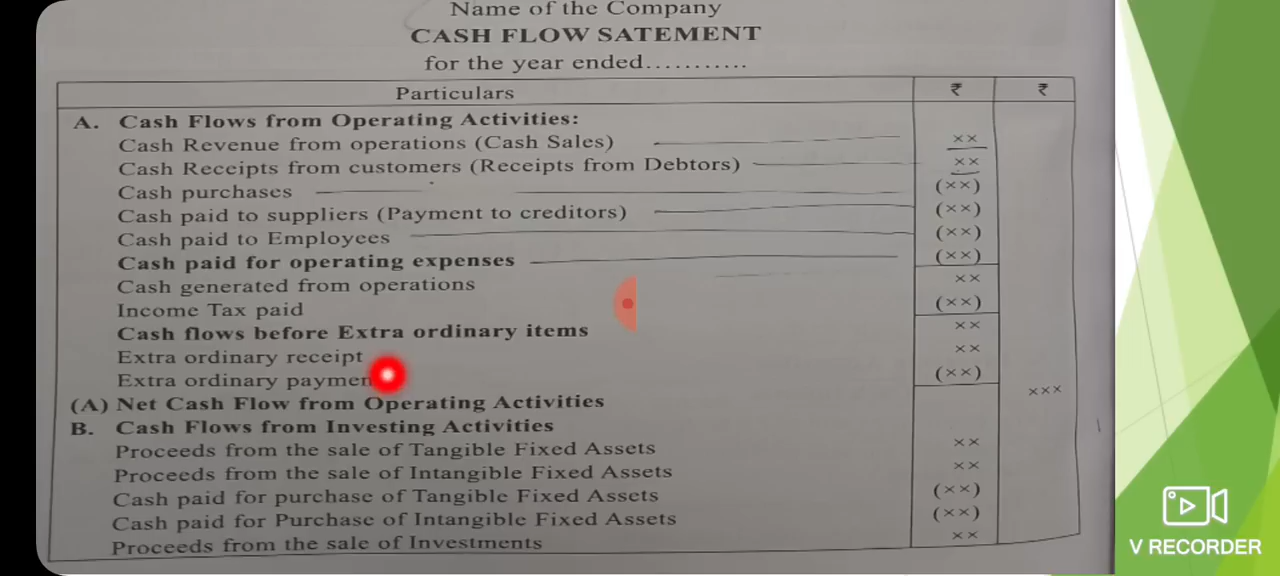 Name of the Company
CASH FLOW SATEMENT
for the year ended...........
Particulars ₹ ₹
A. Cash Flows from Operating Activities:
Cash Revenue from operations (Cash Sales) ××
Cash Receipts from customers (Receipts from Debtors) ××
Cash purchases (××)
Cash paid to suppliers (Payment to creditors) (××)
Cash paid to Employees (××)
Cash paid for operating expenses (××)
Cash generated from operations ××
Income Tax paid (××)
Cash flows before Extra ordinary items ××
Extra ordinary receipt ××
Extra ordinary paymen (××)
(A) Net Cash Flow from Operating Activities ×××
B. Cash Flows from Investing Activities
Proceeds from the sale of Tangible Fixed Assets ××
Proceeds from the sale of Intangible Fixed Assets ××
Cash paid for purchase of Tangible Fixed Assets (××)
Cash paid for Purchase of Intangible Fixed Assets (××)
Proceeds from the sale of Investments ××
V RECORDER